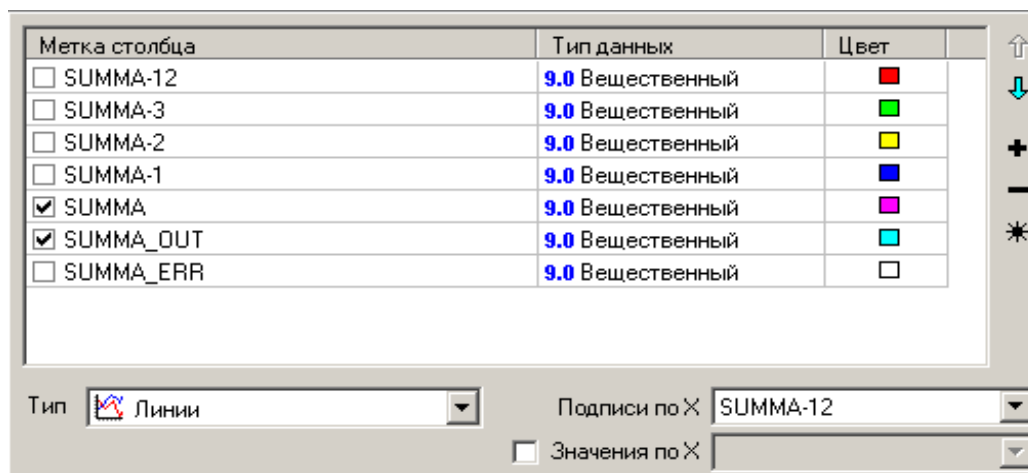 Метка столбца Тип данных Цвет
SUMMA-12 9.0 Вещественный
SUMMA-3 9.0 Вещественный
SUMMA-2 9.0 Вещественный
SUMMA-1 9.0 Вещественный
SUMMA 9.0 Вещественный
SUMMA_OUT 9.0 Вещественный
SUMMA_ERR 9.0 Вещественный
Тип Линии Подписи по X SUMMA-12
Значения по X